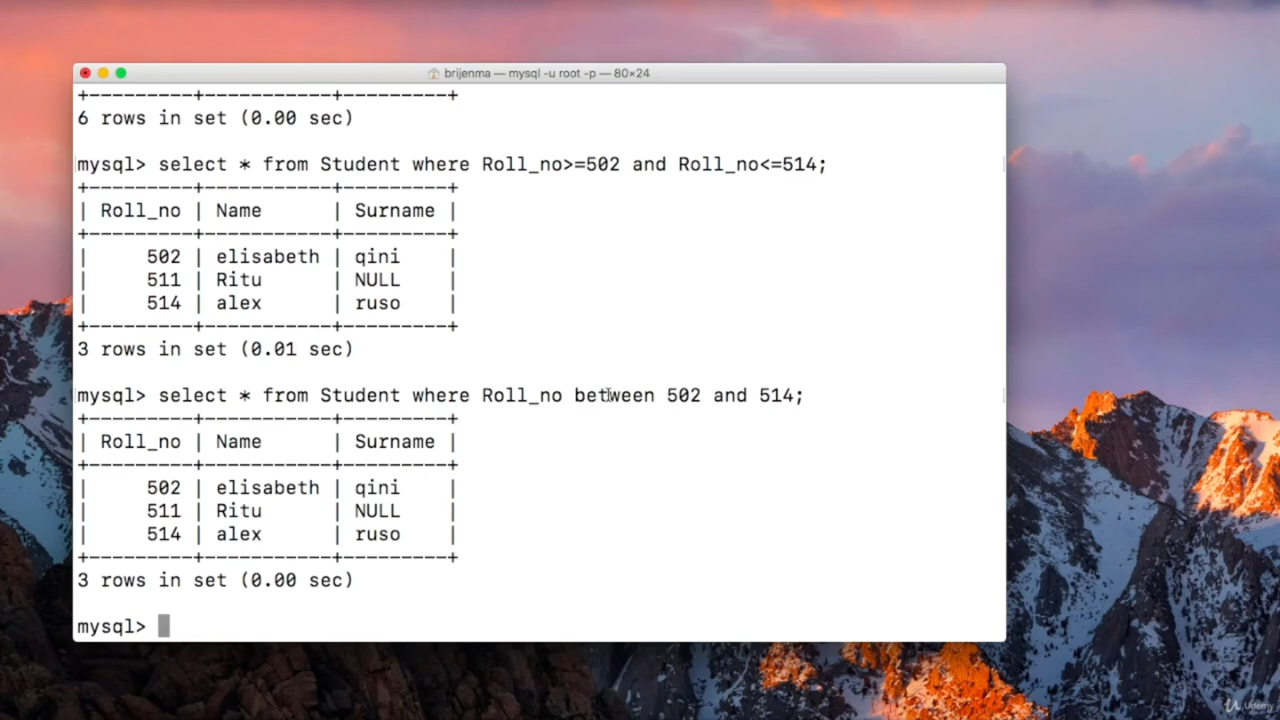 brijenma — mysql -u root -p — 80×24
+---------+-----------+---------+
6 rows in set (0.00 sec)
mysql> select * from Student where Roll_no>=502 and Roll_no<=514;
+---------+-----------+---------+
| Roll_no | Name      | Surname |
+---------+-----------+---------+
|     502 | elisabeth | qini    |
|     511 | Ritu      | NULL    |
|     514 | alex      | ruso    |
+---------+-----------+---------+
3 rows in set (0.01 sec)
mysql> select * from Student where Roll_no between 502 and 514;
+---------+-----------+---------+
| Roll_no | Name      | Surname |
+---------+-----------+---------+
|     502 | elisabeth | qini    |
|     511 | Ritu      | NULL    |
|     514 | alex      | ruso    |
+---------+-----------+---------+
3 rows in set (0.00 sec)
mysql>
Udemy